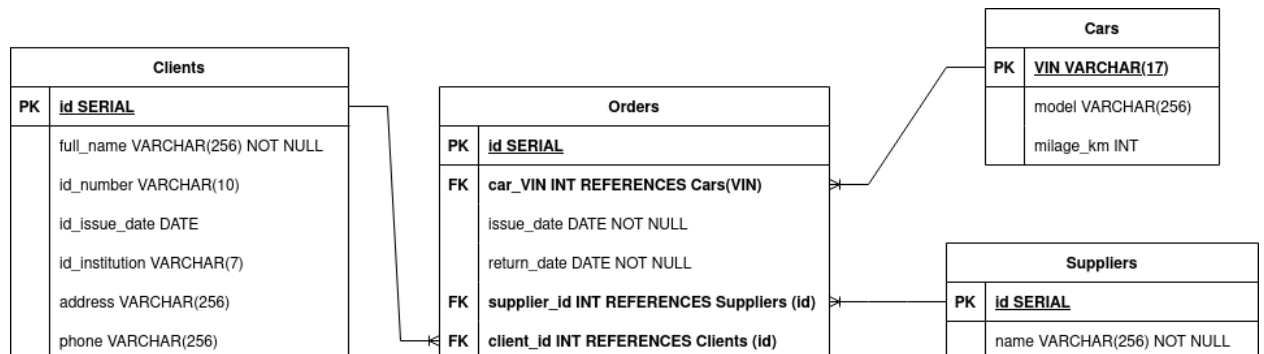 Clients
PK id SERIAL
full_name VARCHAR(256) NOT NULL
id_number VARCHAR(10)
id_issue_date DATE
id_institution VARCHAR(7)
address VARCHAR(256)
phone VARCHAR(256)
Orders
PK id SERIAL
FK car_VIN INT REFERENCES Cars(VIN)
issue_date DATE NOT NULL
return_date DATE NOT NULL
FK supplier_id INT REFERENCES Suppliers (id)
FK client_id INT REFERENCES Clients (id)
Cars
PK VIN VARCHAR(17)
model VARCHAR(256)
milage_km INT
Suppliers
PK id SERIAL
name VARCHAR(256) NOT NULL